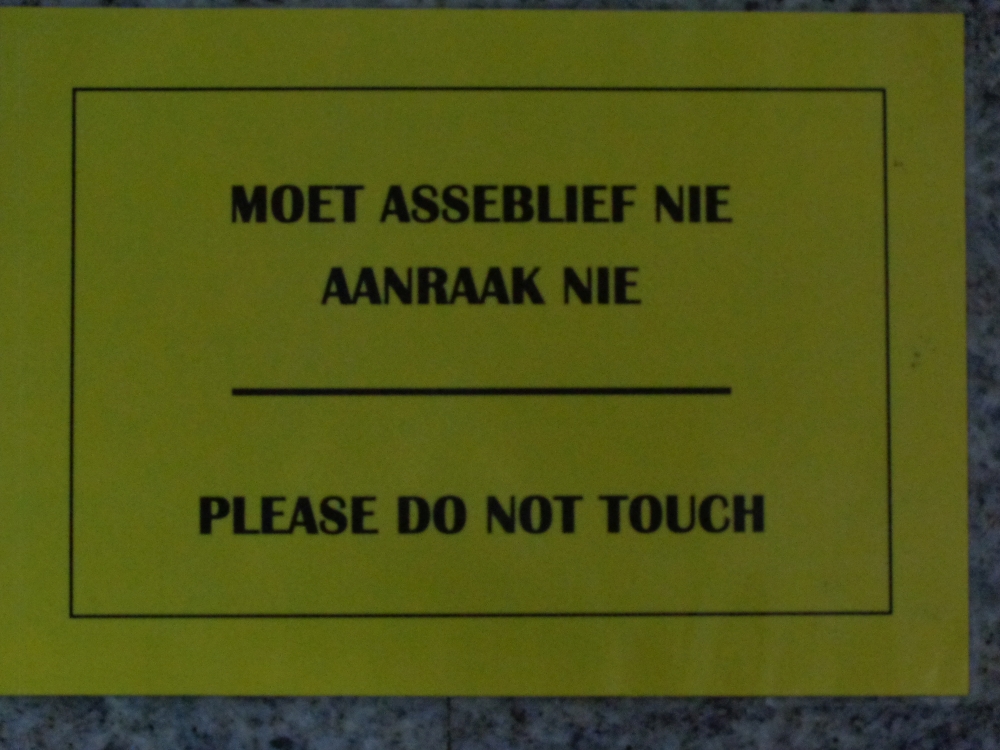 MOET ASSEBLIEF NIE
AANRAAK NIE
PLEASE DO NOT TOUCH